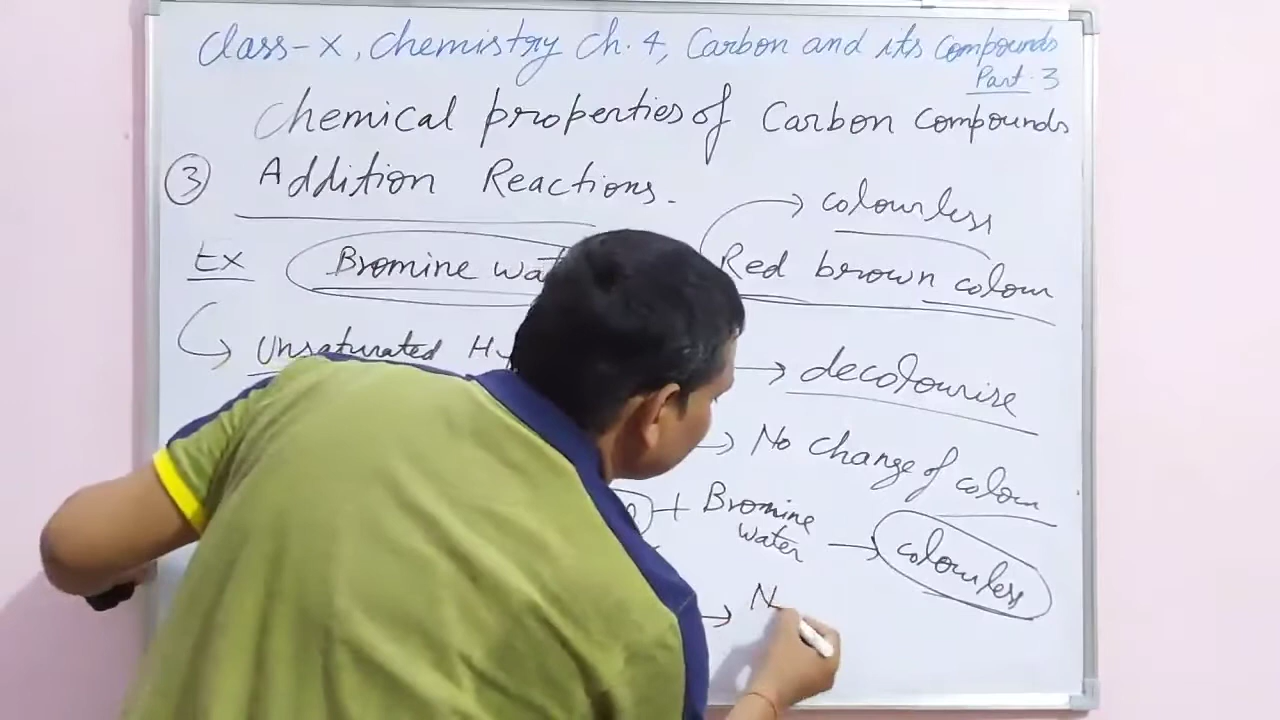 Class-X, Chemistry Ch. 4, Carbon and its Compounds
Part-3
Chemical properties of Carbon Compounds
③ Addition Reactions.
colourless
Ex Bromine wat Red brown colour
Unsaturated Hy → decolourise
→ No change of colour
+ Bromine water → colourless
→ N